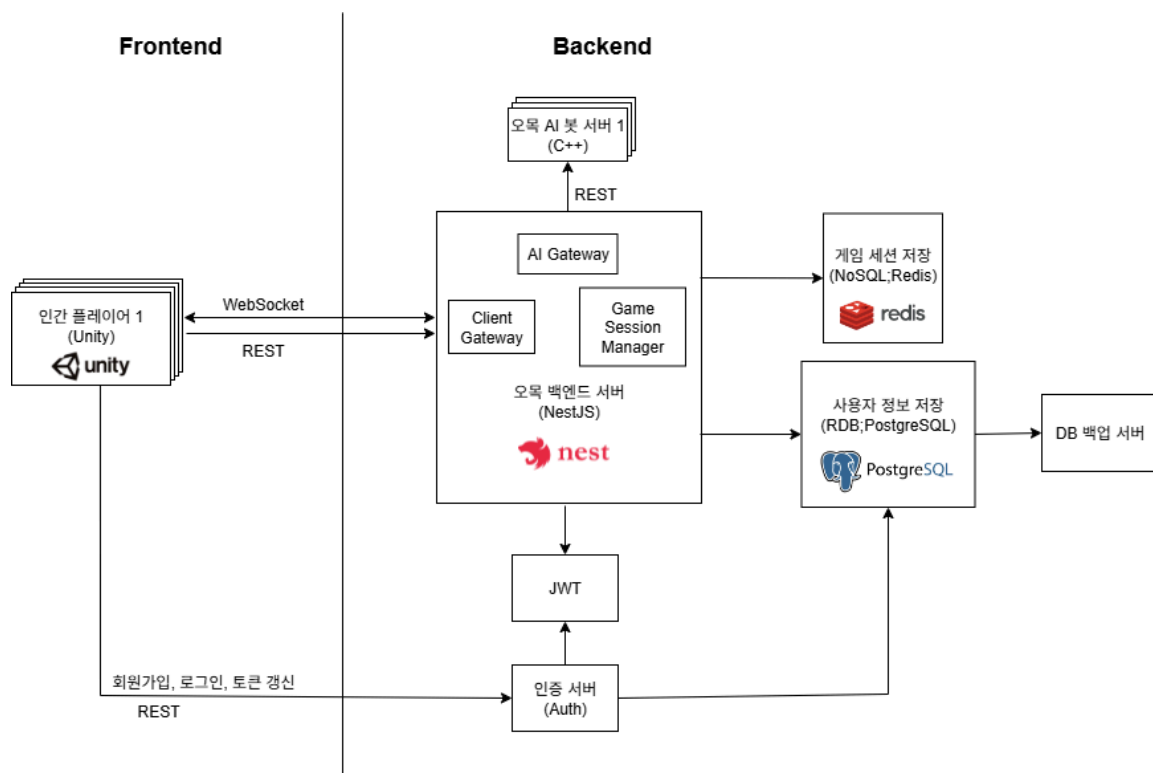 Frontend
Backend
오목 AI 봇 서버 1
(C++)
REST
AI Gateway
Client
Gateway
Game
Session
Manager
오목 백엔드 서버
(NestJS)
nest
게임 세션 저장
(NoSQL;Redis)
redis
인간 플레이어 1
(Unity)
unity
WebSocket
REST
사용자 정보 저장
(RDB;PostgreSQL)
PostgreSQL
DB 백업 서버
JWT
회원가입, 로그인, 토큰 갱신
REST
인증 서버
(Auth)